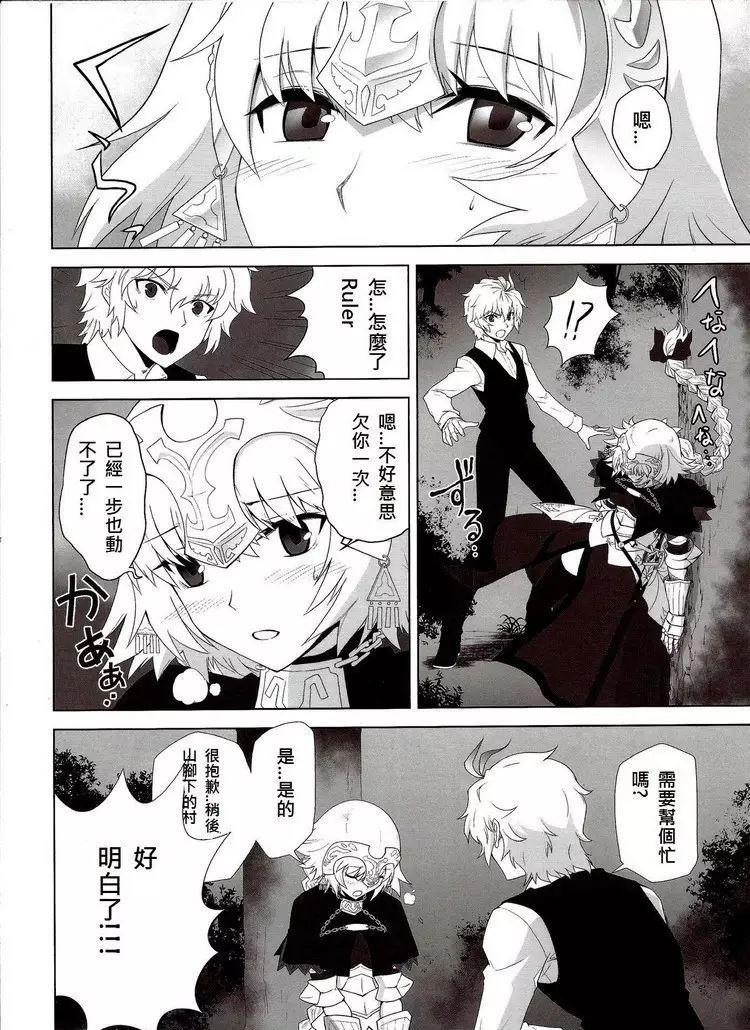 嗯…
!?
へなへなへな…
ずる…
怎…怎麼了
Ruler
嗯…不好意思
欠你一次…
已經一步也動
不了了……
かぁぁぁ…
需要幫個忙
嗎?
是…是的
很抱歉…稍後
山腳下的村
好
明白了!!!